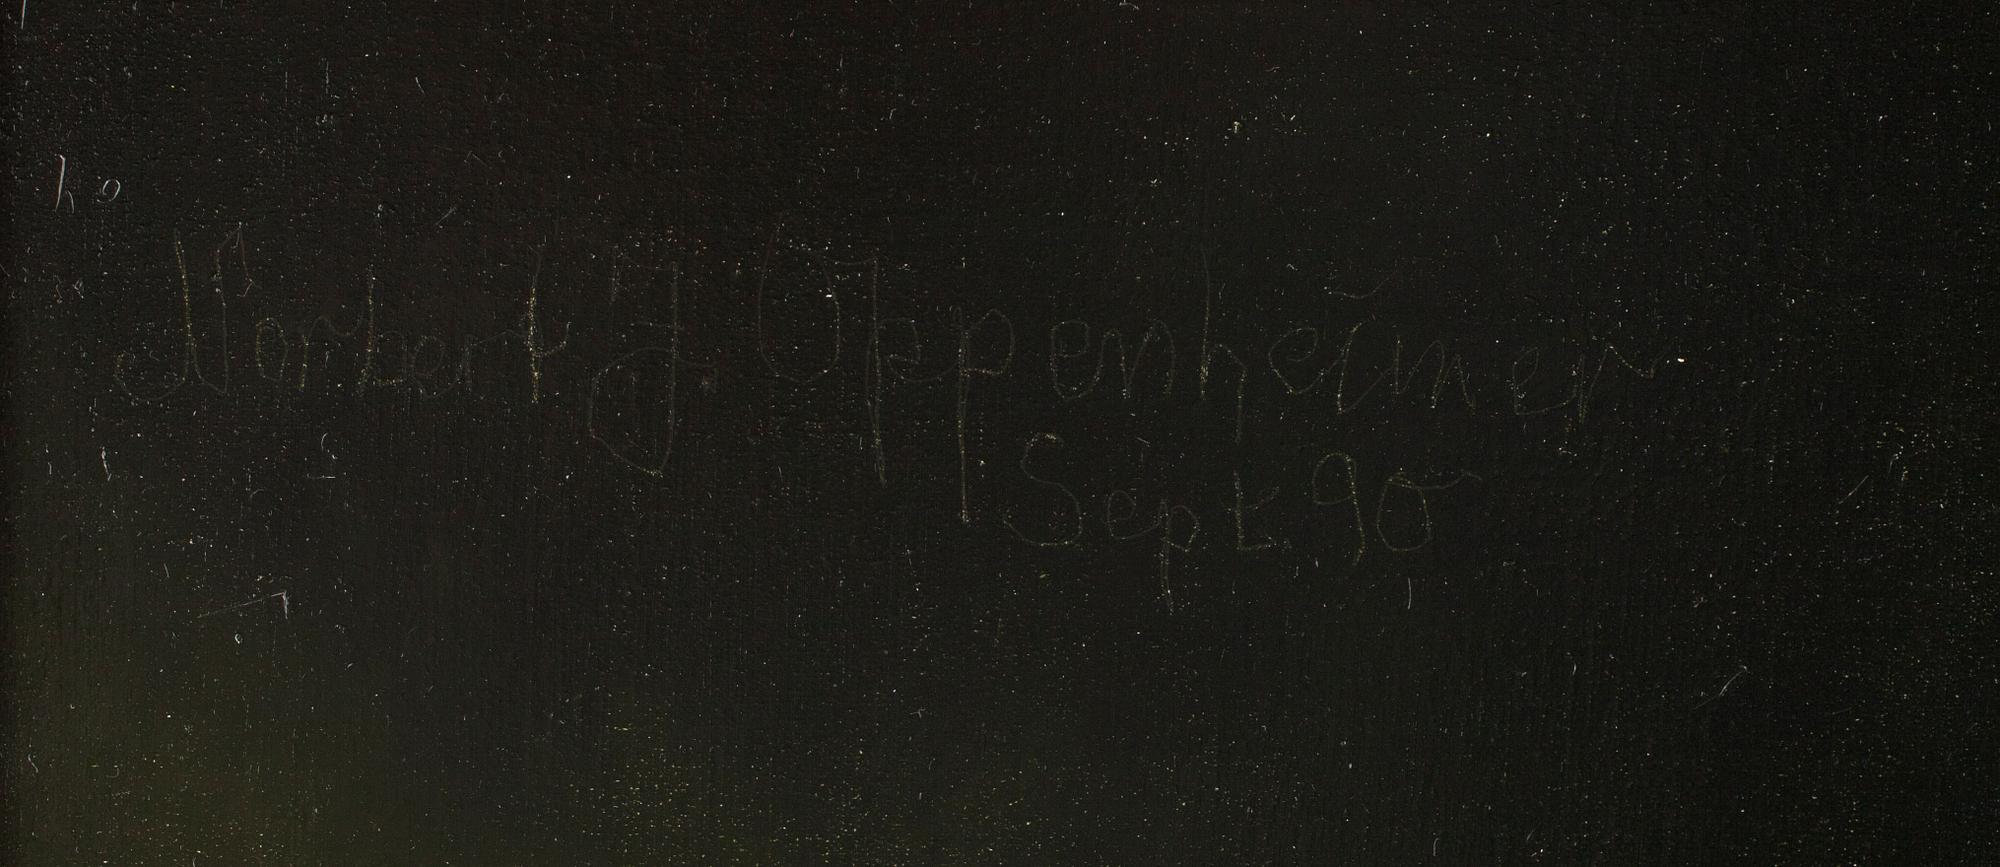 Norbert J Oppenheimer
Sept. 90